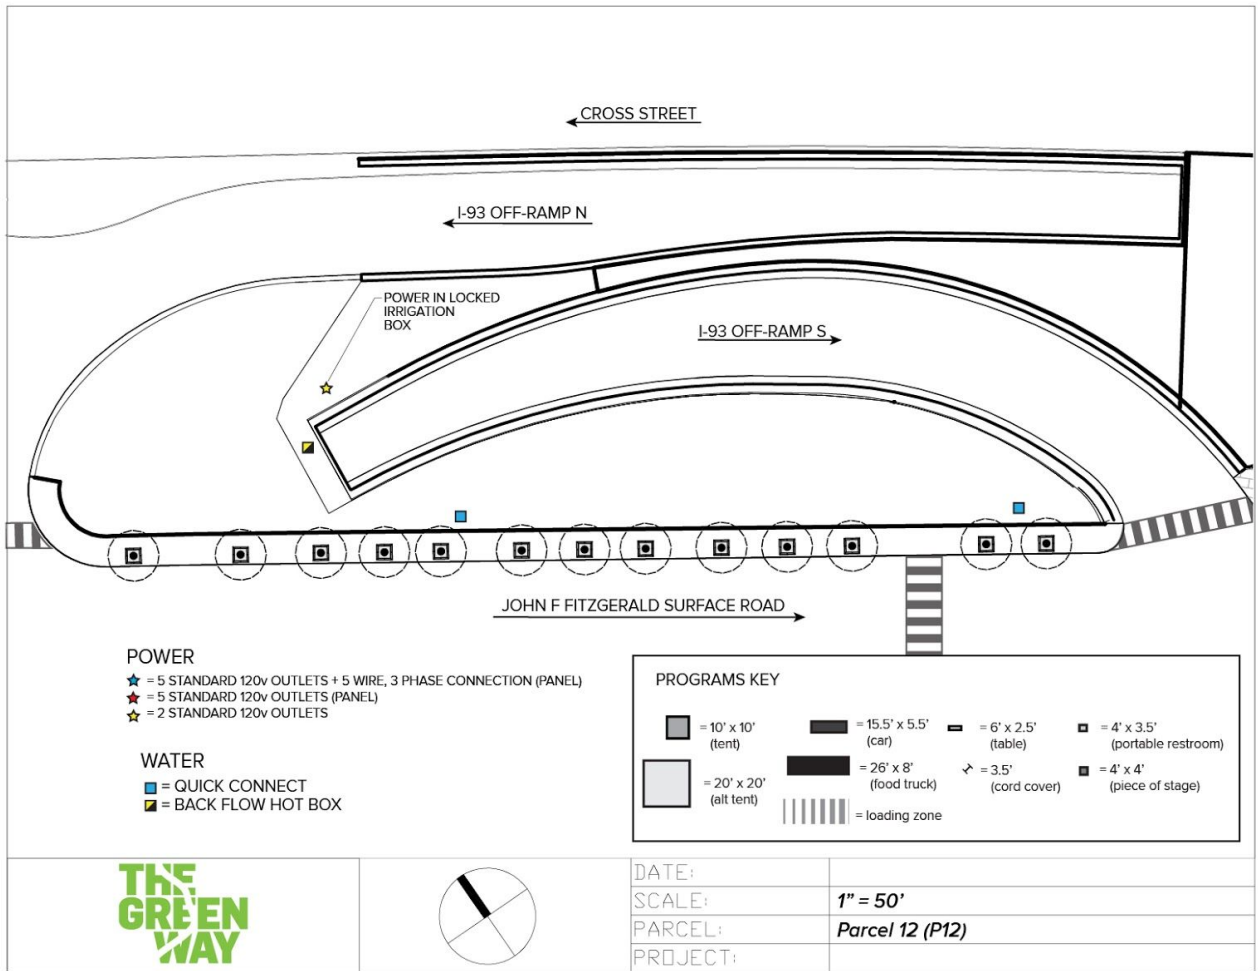 CROSS STREET
I-93 OFF-RAMP N
POWER IN LOCKED
IRRIGATION
BOX
I-93 OFF-RAMP S
JOHN F FITZGERALD SURFACE ROAD
POWER
= 5 STANDARD 120v OUTLETS + 5 WIRE, 3 PHASE CONNECTION (PANEL)
= 5 STANDARD 120v OUTLETS (PANEL)
= 2 STANDARD 120v OUTLETS
WATER
= QUICK CONNECT
= BACK FLOW HOT BOX
PROGRAMS KEY
= 10' x 10'
(tent)
= 15.5' x 5.5'
(car)
= 6' x 2.5'
(table)
= 4' x 3.5'
(portable restroom)
= 20' x 20'
(alt tent)
= 26' x 8'
(food truck)
= 3.5'
(cord cover)
= 4' x 4'
(piece of stage)
= loading zone
THE
GREEN
WAY
DATE:
SCALE: 1" = 50'
PARCEL: Parcel 12 (P12)
PROJECT: